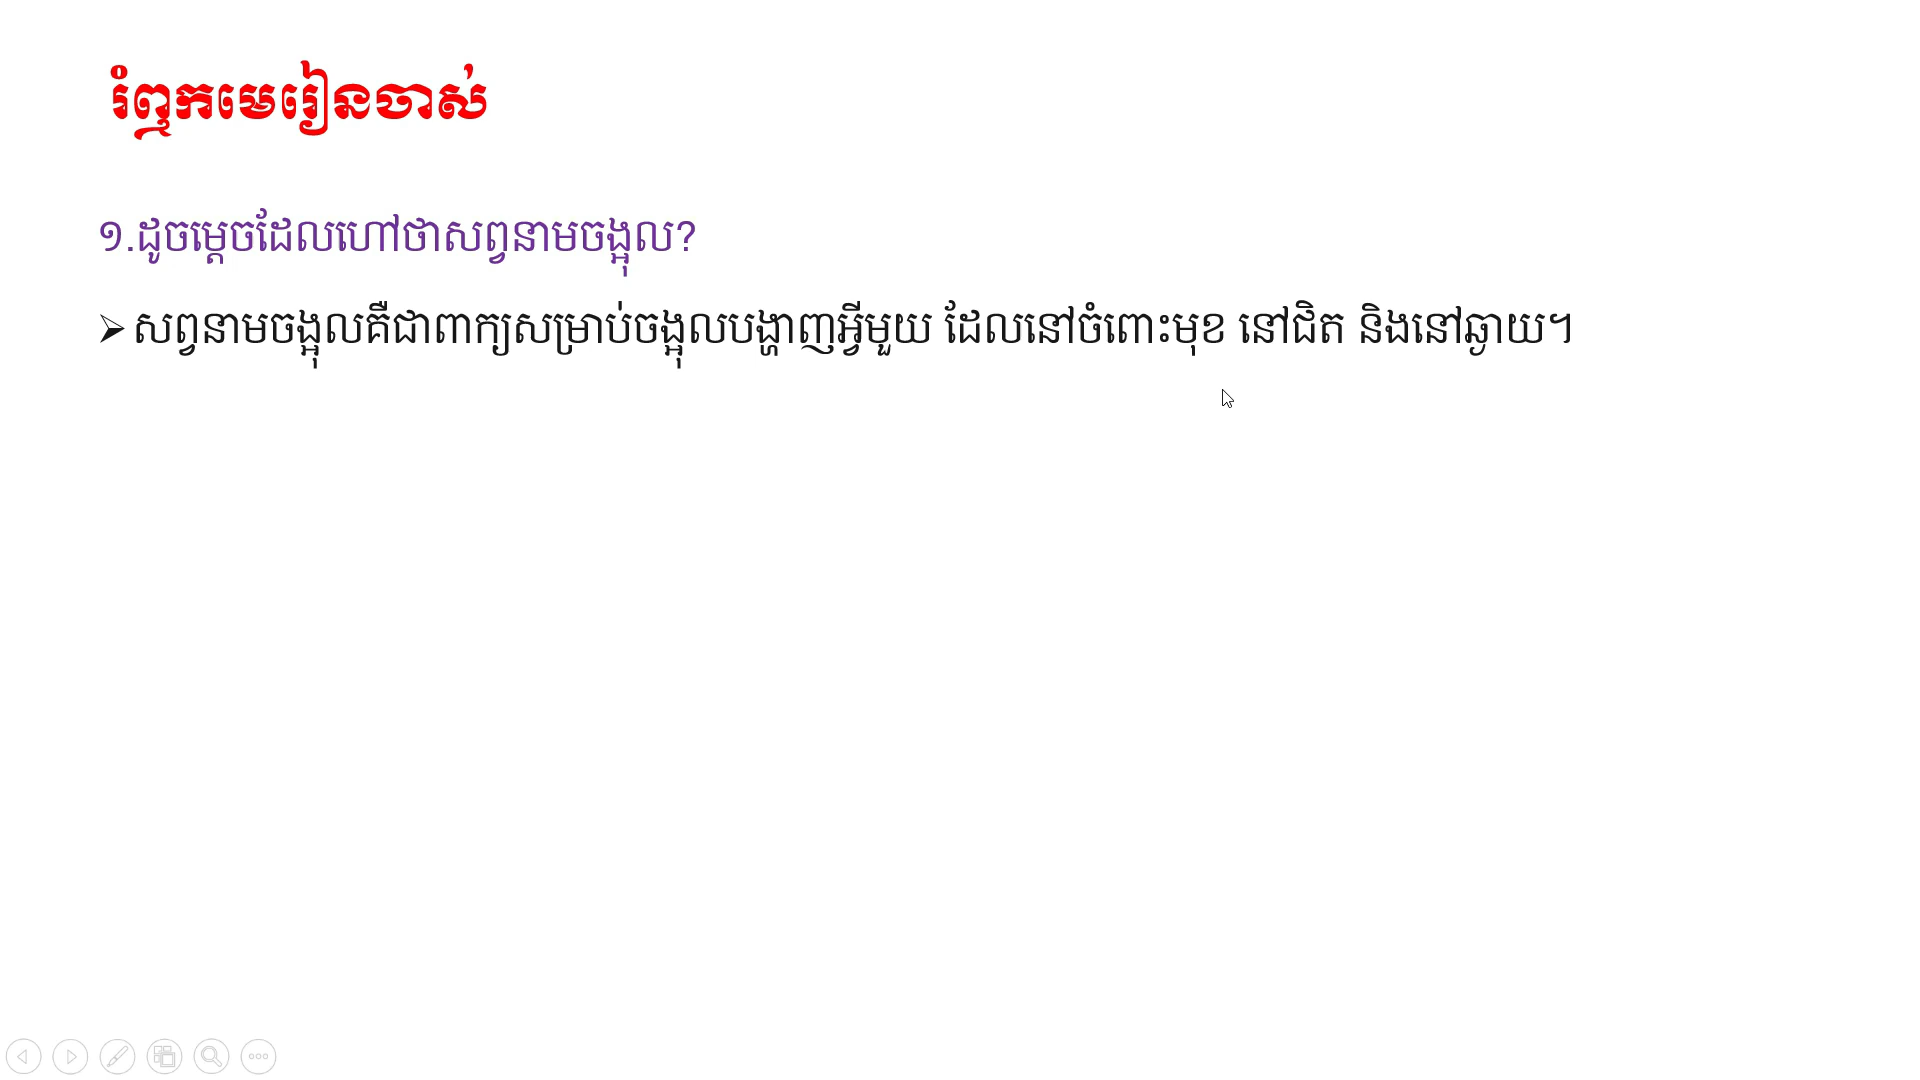 រំឭកមេរៀនចាស់
១.ដូចម្ដេចដែលហៅថាសព្វនាមចង្អុល?
សព្វនាមចង្អុលគឺជាពាក្យសម្រាប់ចង្អុលបង្ហាញអ្វីមួយ ដែលនៅចំពោះមុខ នៅជិត និងនៅឆ្ងាយ។